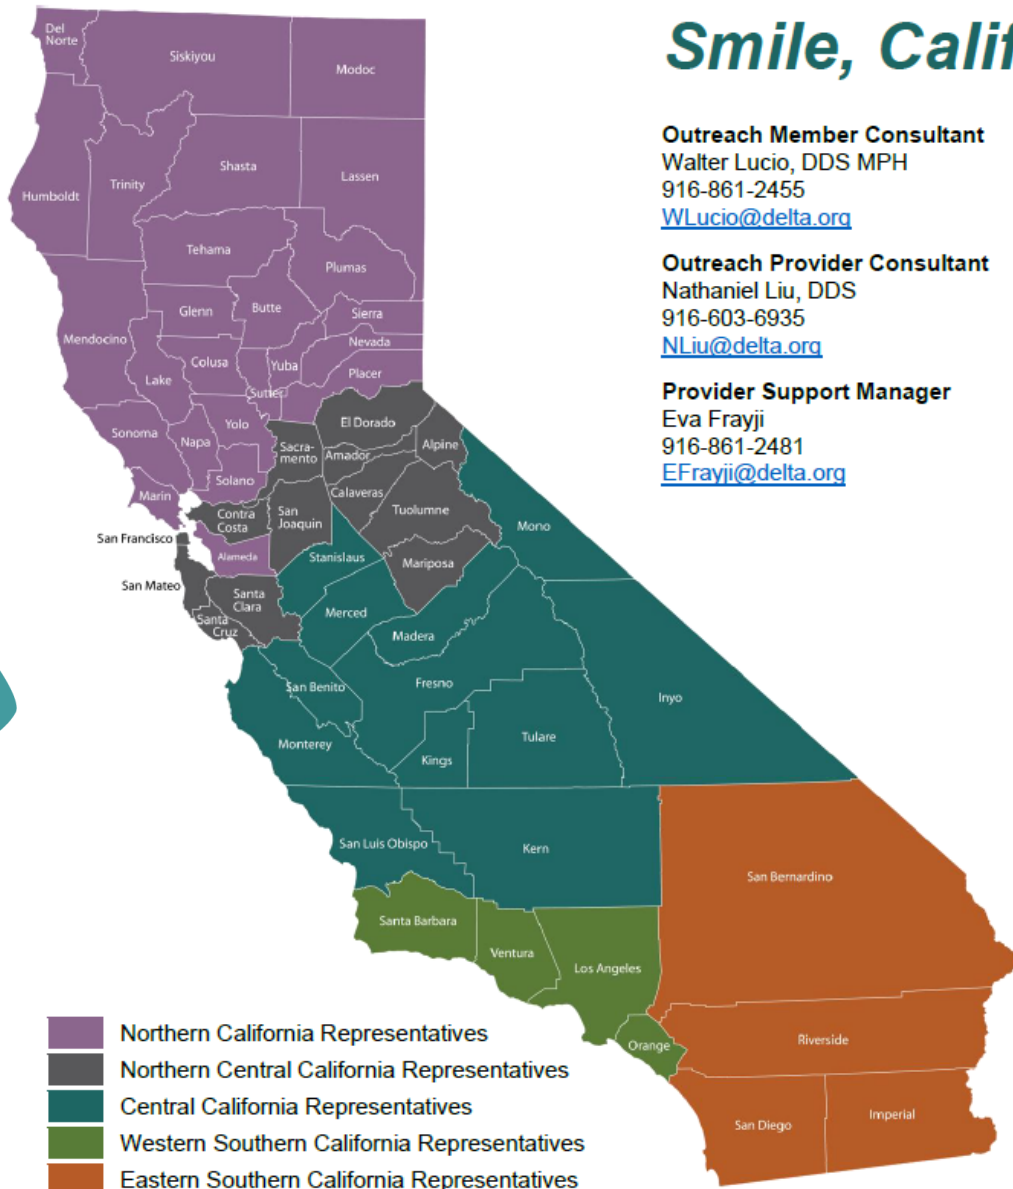 Smile, Calif
Outreach Member Consultant
Walter Lucio, DDS MPH
916-861-2455
WLucio@delta.org
Outreach Provider Consultant
Nathaniel Liu, DDS
916-603-6935
NLiu@delta.org
Provider Support Manager
Eva Frayji
916-861-2481
EFrayji@delta.org
Del
Norte
Siskiyou
Modoc
Humboldt
Trinity
Shasta
Lassen
Tehama
Plumas
Mendocino
Glenn
Butte
Sierra
Nevada
Lake
Colusa
Yuba
Placer
Sutter
Sonoma
Napa
Yolo
Solano
Marin
El Dorado
Sacra-
mento
Amador
Alpine
Calaveras
Contra
Costa
San
Joaquin
Tuolumne
San Francisco
Alameda
Stanislaus
Mariposa
Mono
San Mateo
Santa
Clara
Santa
Cruz
Merced
Madera
San Benito
Fresno
Inyo
Monterey
Kings
Tulare
San Luis Obispo
Kern
San Bernardino
Santa Barbara
Ventura
Los Angeles
Orange
Riverside
San Diego
Imperial
Northern California Representatives
Northern Central California Representatives
Central California Representatives
Western Southern California Representatives
Eastern Southern California Representatives